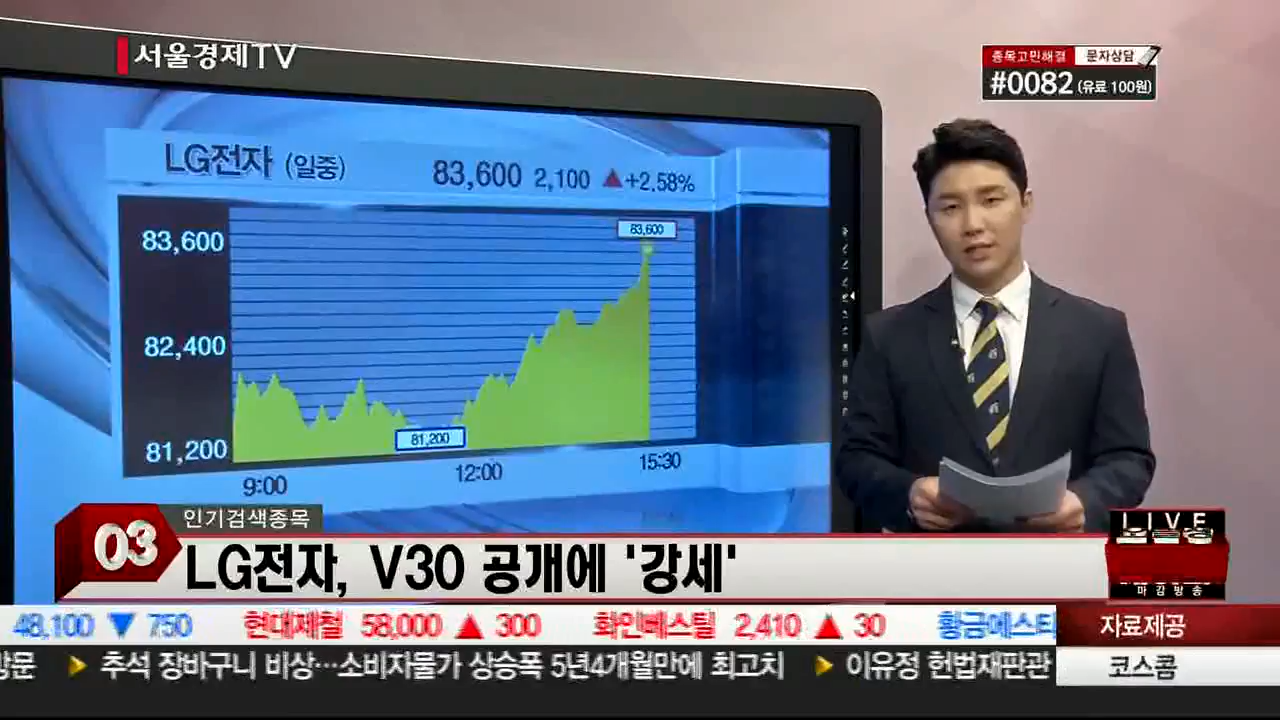 서울경제TV
종목고민해결 문자상담
#0082 (유료 100원)
LG전자 (일중) 83,600 2,100 ▲+2.58%
83,600
83,600
82,400
81,200
81,200
9:00 12:00 15:30
03
인기검색종목
LG전자, V30 공개에 '강세'
LIVE
마감방송
48,100 ▼ 750 현대제철 58,000 ▲ 300 화인베스틸 2,410 ▲ 30 황금에스티
자료제공
방문 ▶ 추석 장바구니 비상…소비자물가 상승폭 5년4개월만에 최고치 ▶ 이유정 헌법재판관
코스콤